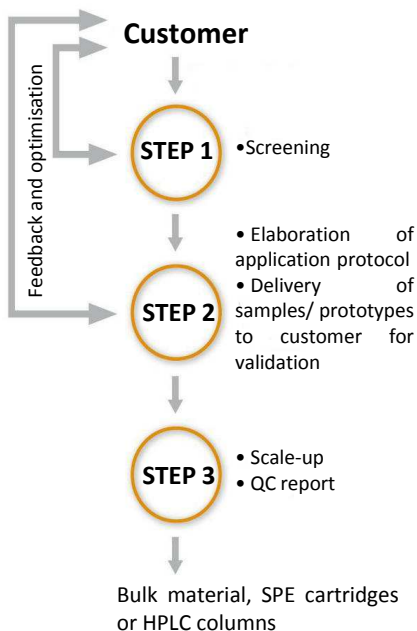 Customer
Feedback and optimisation
STEP 1
•Screening
STEP 2
• Elaboration of
application protocol
• Delivery of
samples/ prototypes
to customer for
validation
STEP 3
• Scale-up
• QC report
Bulk material, SPE cartridges
or HPLC columns